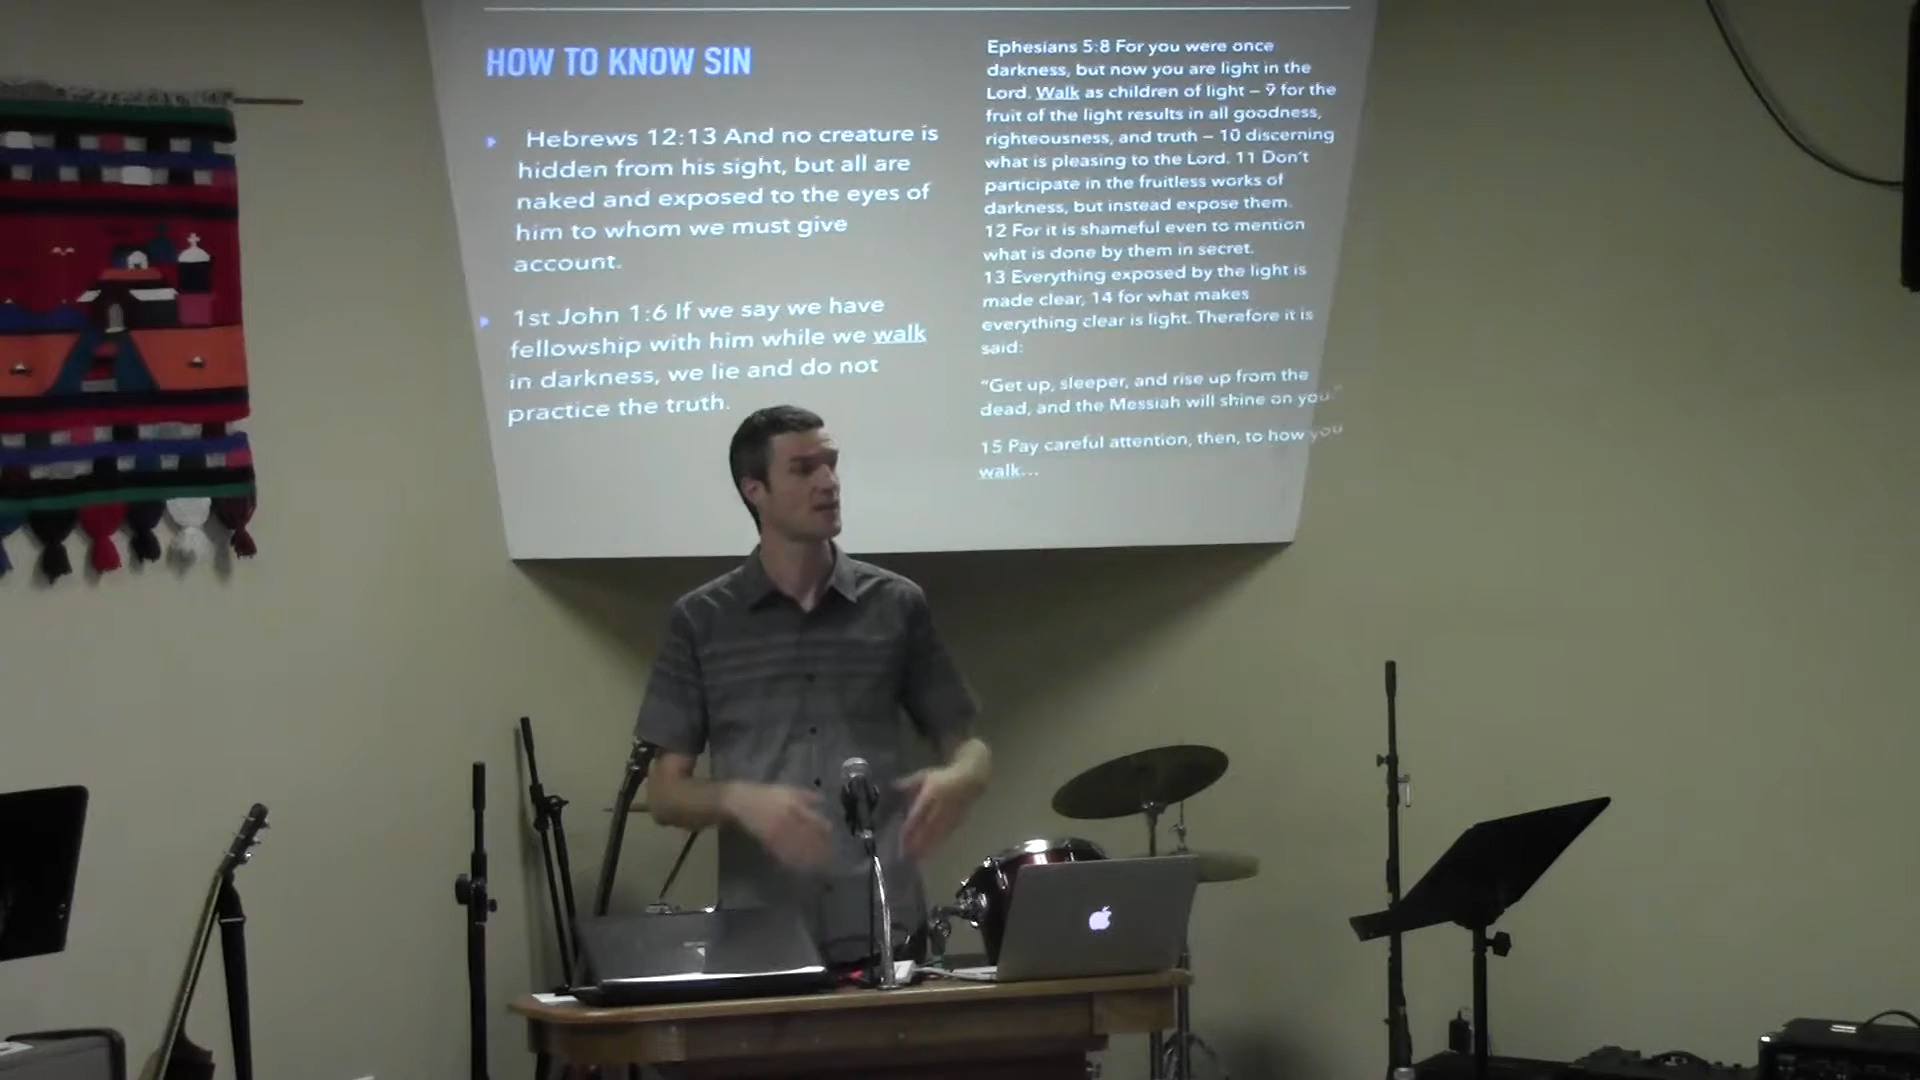 HOW TO KNOW SIN
Hebrews 12:13 And no creature is
hidden from his sight, but all are
naked and exposed to the eyes of
him to whom we must give
account.
1st John 1:6 If we say we have
fellowship with him while we walk
in darkness, we lie and do not
practice the truth.
Ephesians 5:8 For you were once
darkness, but now you are light in the
Lord. Walk as children of light – 9 for the
fruit of the light results in all goodness,
righteousness, and truth – 10 discerning
what is pleasing to the Lord. 11 Don't
participate in the fruitless works of
darkness, but instead expose them.
12 For it is shameful even to mention
what is done by them in secret.
13 Everything exposed by the light is
made clear, 14 for what makes
everything clear is light. Therefore it is
said:
“Get up, sleeper, and rise up from the
dead, and the Messiah will shine on you.”
15 Pay careful attention, then, to how you
walk...